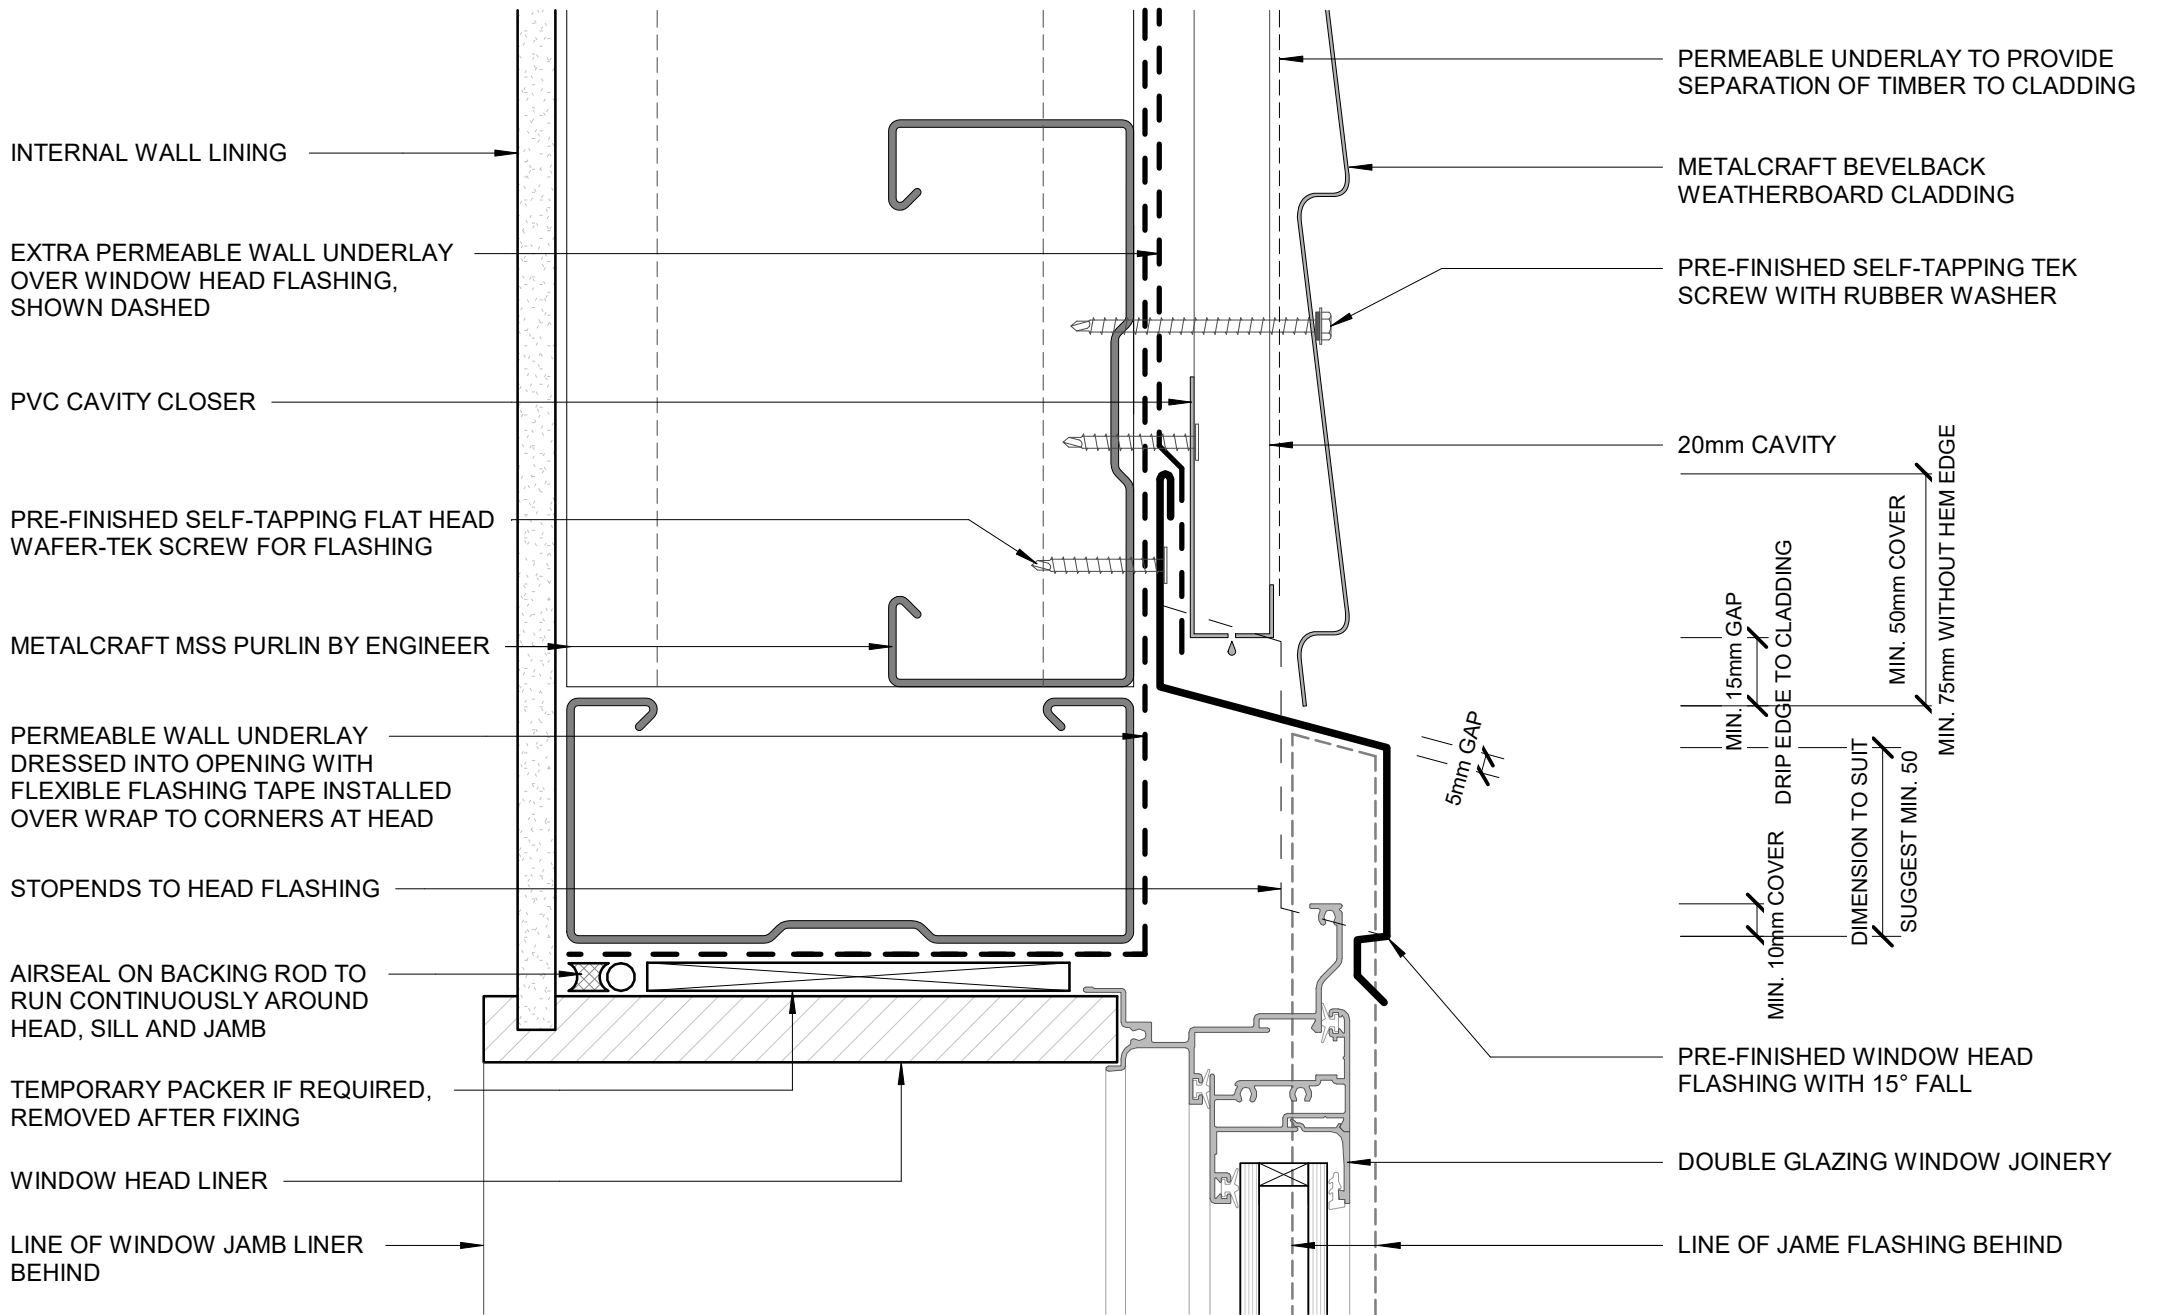 INTERNAL WALL LINING
EXTRA PERMEABLE WALL UNDERLAY
OVER WINDOW HEAD FLASHING,
SHOWN DASHED
PVC CAVITY CLOSER
PRE-FINISHED SELF-TAPPING FLAT HEAD
WAFER-TEK SCREW FOR FLASHING
METALCRAFT MSS PURLIN BY ENGINEER
PERMEABLE WALL UNDERLAY
DRESSED INTO OPENING WITH
FLEXIBLE FLASHING TAPE INSTALLED
OVER WRAP TO CORNERS AT HEAD
STOPENDS TO HEAD FLASHING
AIRSEAL ON BACKING ROD TO
RUN CONTINUOUSLY AROUND
HEAD, SILL AND JAMB
TEMPORARY PACKER IF REQUIRED,
REMOVED AFTER FIXING
WINDOW HEAD LINER
LINE OF WINDOW JAMB LINER
BEHIND
PERMEABLE UNDERLAY TO PROVIDE
SEPARATION OF TIMBER TO CLADDING
METALCRAFT BEVELBACK
WEATHERBOARD CLADDING
PRE-FINISHED SELF-TAPPING TEK
SCREW WITH RUBBER WASHER
20mm CAVITY
5mm GAP
MIN. 15mm GAP
DRIP EDGE TO CLADDING
MIN. 50mm COVER
MIN. 75mm WITHOUT HEM EDGE
MIN. 10mm COVER
DIMENSION TO SUIT
SUGGEST MIN. 50
PRE-FINISHED WINDOW HEAD
FLASHING WITH 15° FALL
DOUBLE GLAZING WINDOW JOINERY
LINE OF JAME FLASHING BEHIND